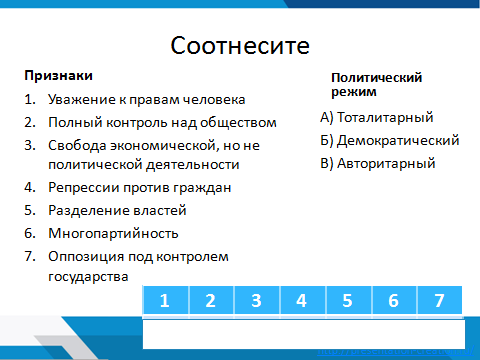 Соотнесите
Признаки
1. Уважение к правам человека
2. Полный контроль над обществом
3. Свобода экономической, но не
политической деятельности
4. Репрессии против граждан
5. Разделение властей
6. Многопартийность
7. Оппозиция под контролем
государства
Политический
режим
А) Тоталитарный
Б) Демократический
В) Авторитарный
1 2 3 4 5 6 7